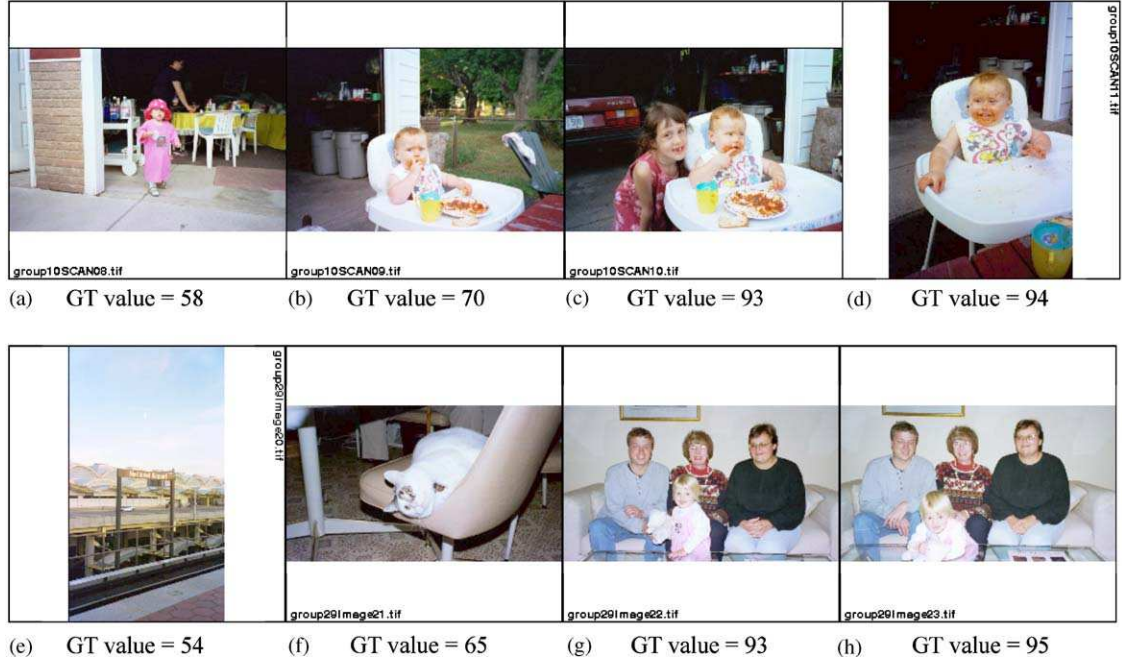 group10SCAN08.tif
group10SCAN09.tif
group10SCAN10.tif
group10SCAN11.tif
(a) GT value = 58
(b) GT value = 70
(c) GT value = 93
(d) GT value = 94
group29Image20.tif
group29Image21.tif
group29Image22.tif
group29Image23.tif
(e) GT value = 54
(f) GT value = 65
(g) GT value = 93
(h) GT value = 95